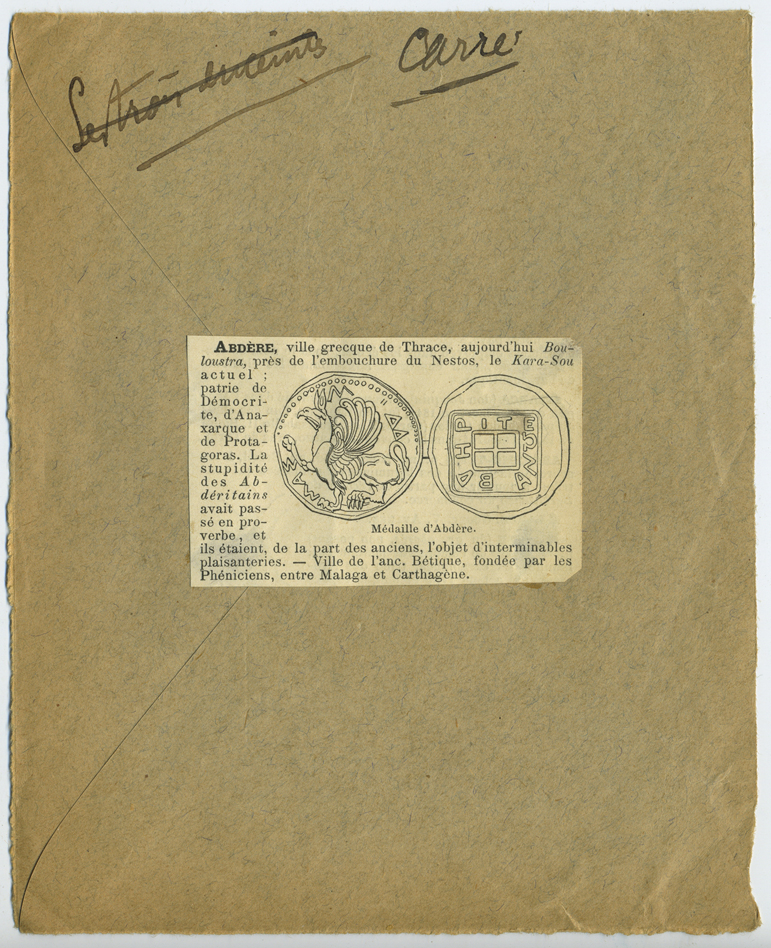 Carré
ABDÈRE, ville grecque de Thrace, aujourd'hui Bou-
loustra, près de l'embouchure du Nestos, le Kara-Sou
actuel ;
patrie de
Démocri-
te, d'Ana-
xarque et
de Prota-
goras. La
stupidité
des Ab-
déritains
avait pas-
sé en pro-
verbe, et
Médaille d'Abdère.
ils étaient, de la part des anciens, l'objet d'interminables
plaisanteries. — Ville de l'anc. Bétique, fondée par les
Phéniciens, entre Malaga et Carthagène.